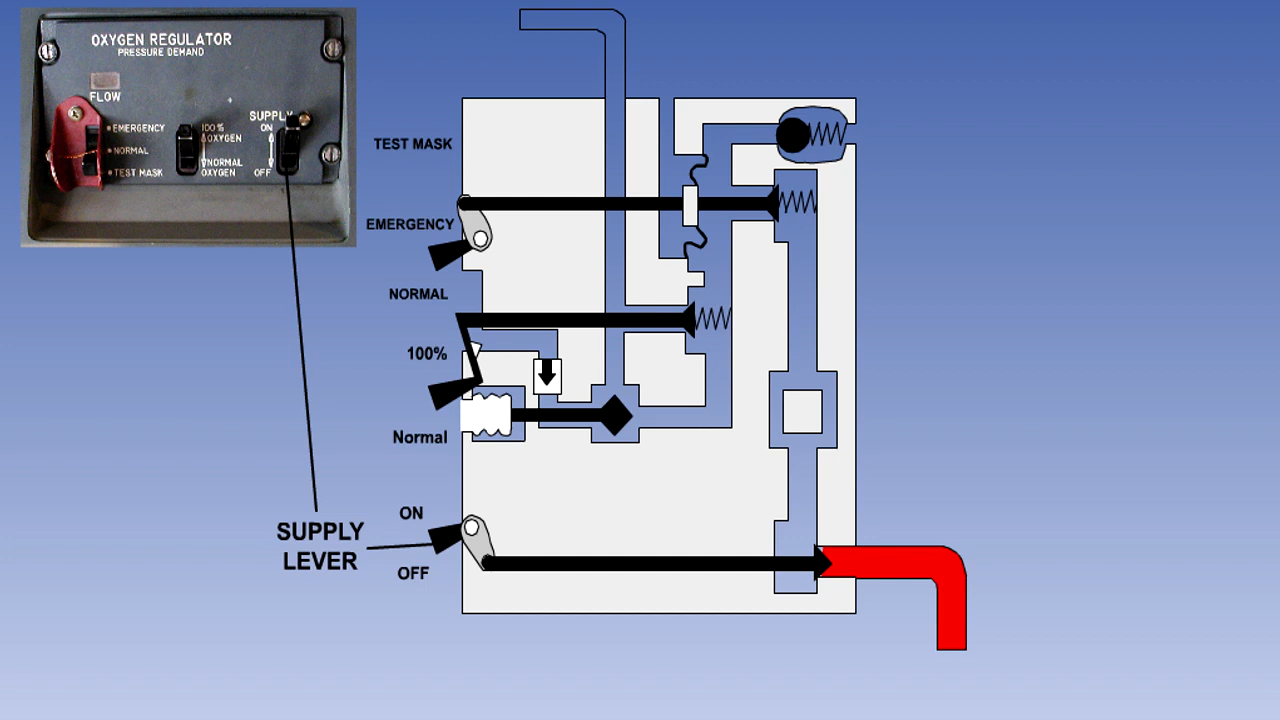 OXYGEN REGULATOR
PRESSURE DEMAND
FLOW
SUPPLY
EMERGENCY
100%
OXYGEN
ON
NORMAL
NORMAL
OXYGEN
TEST MASK
OFF
TEST MASK
EMERGENCY
NORMAL
100%
Normal
ON
SUPPLY
LEVER
OFF